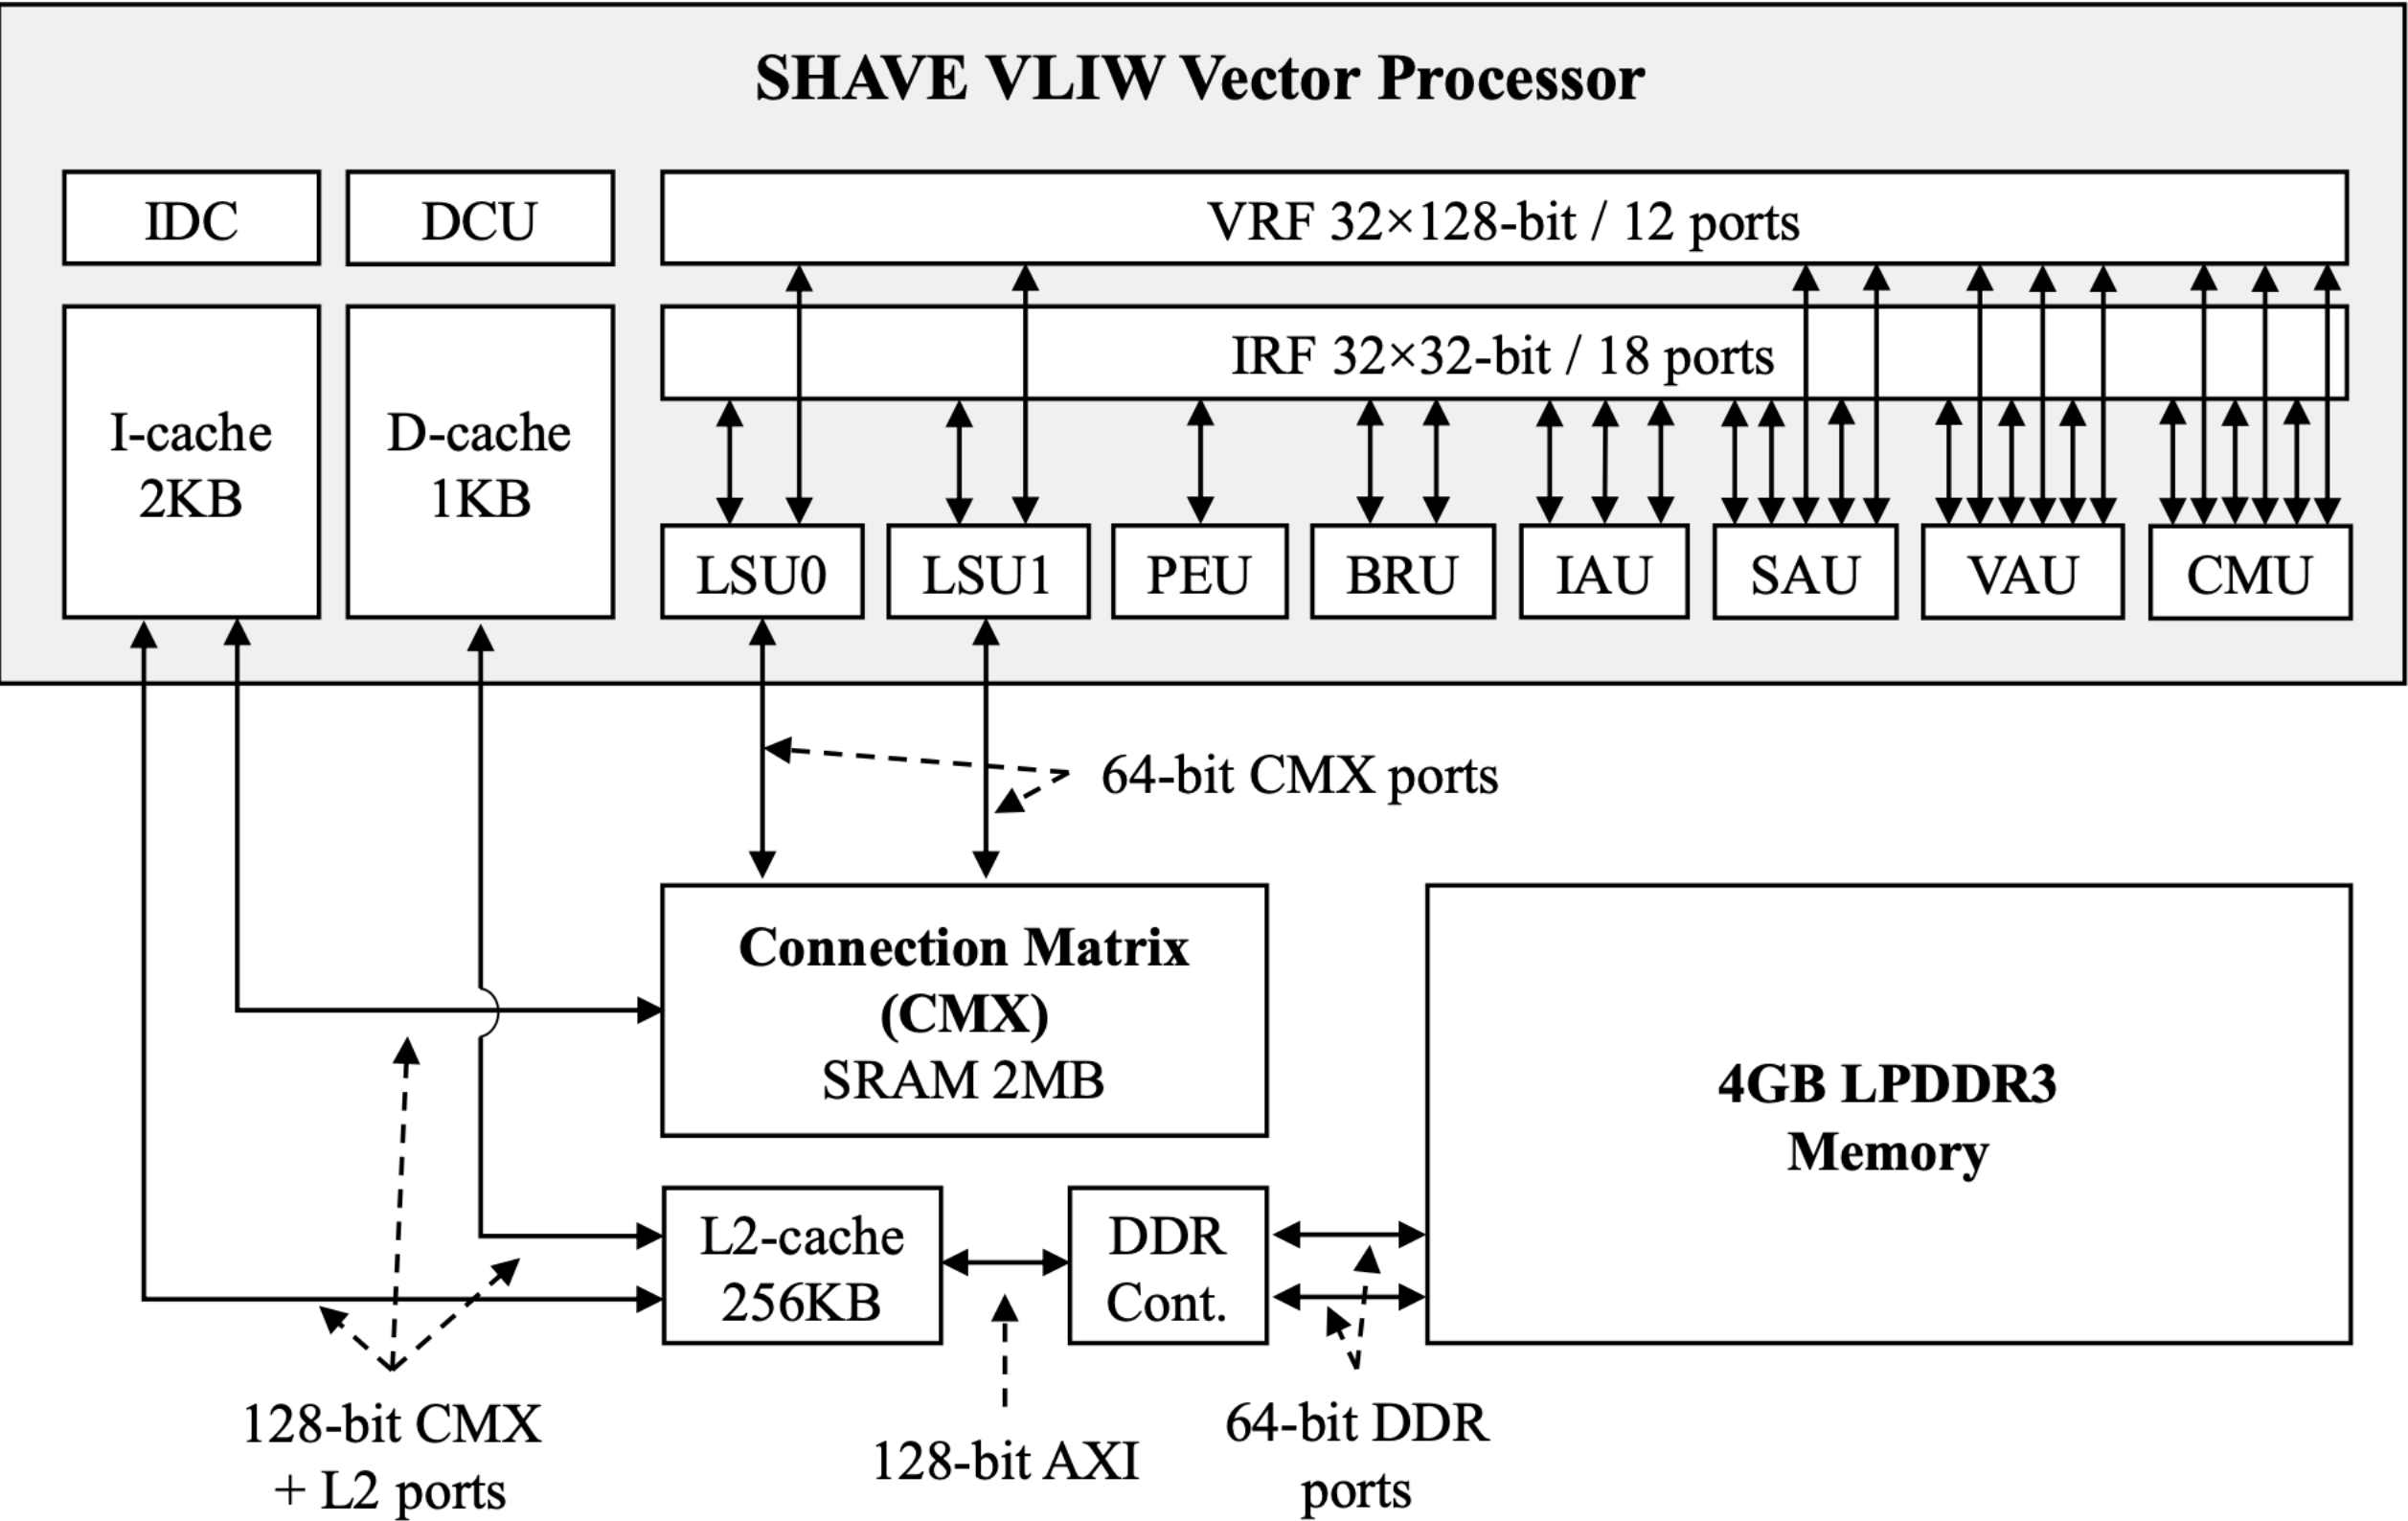 SHAVE VLIW Vector Processor
IDC
DCU
VRF 32×128-bit / 12 ports
IRF 32×32-bit / 18 ports
I-cache
2KB
D-cache
1KB
LSU0
LSU1
PEU
BRU
IAU
SAU
VAU
CMU
64-bit CMX ports
Connection Matrix
(CMX)
SRAM 2MB
4GB LPDDR3
Memory
L2-cache
256KB
DDR
Cont.
128-bit CMX
+ L2 ports
128-bit AXI
64-bit DDR
ports